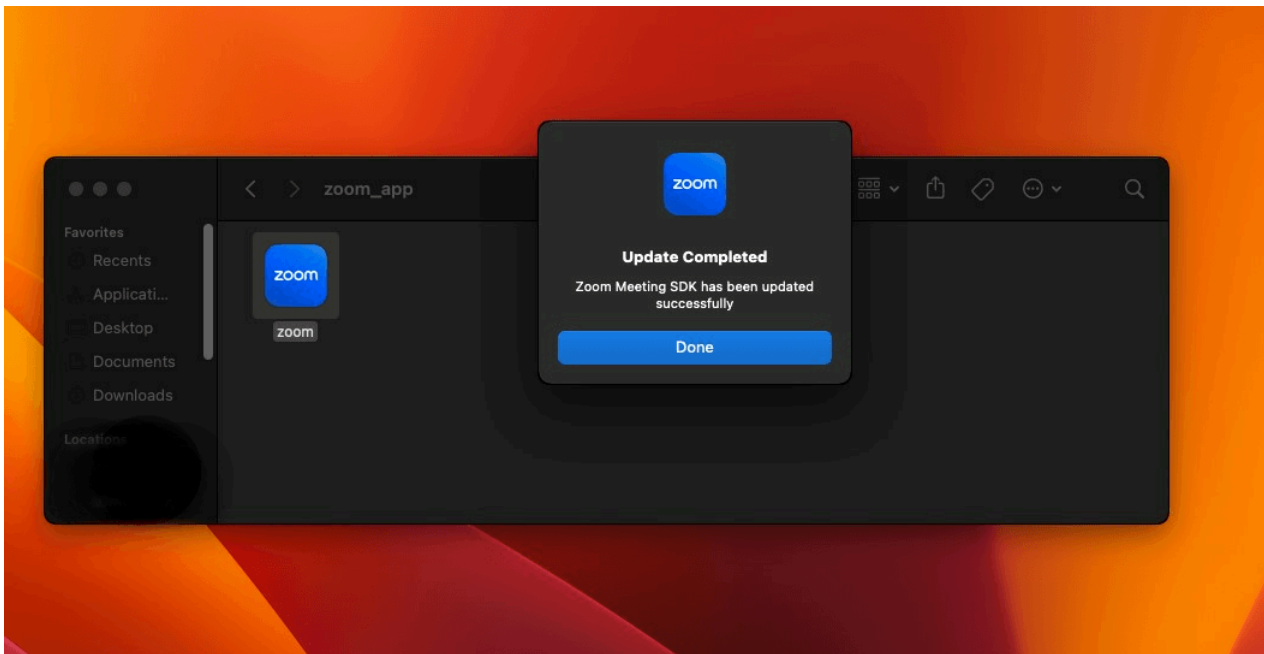 zoom_app
Favorites
Recents
Applicati...
Desktop
Documents
Downloads
Locations
zoom
zoom
zoom
Update Completed
Zoom Meeting SDK has been updated
successfully
Done